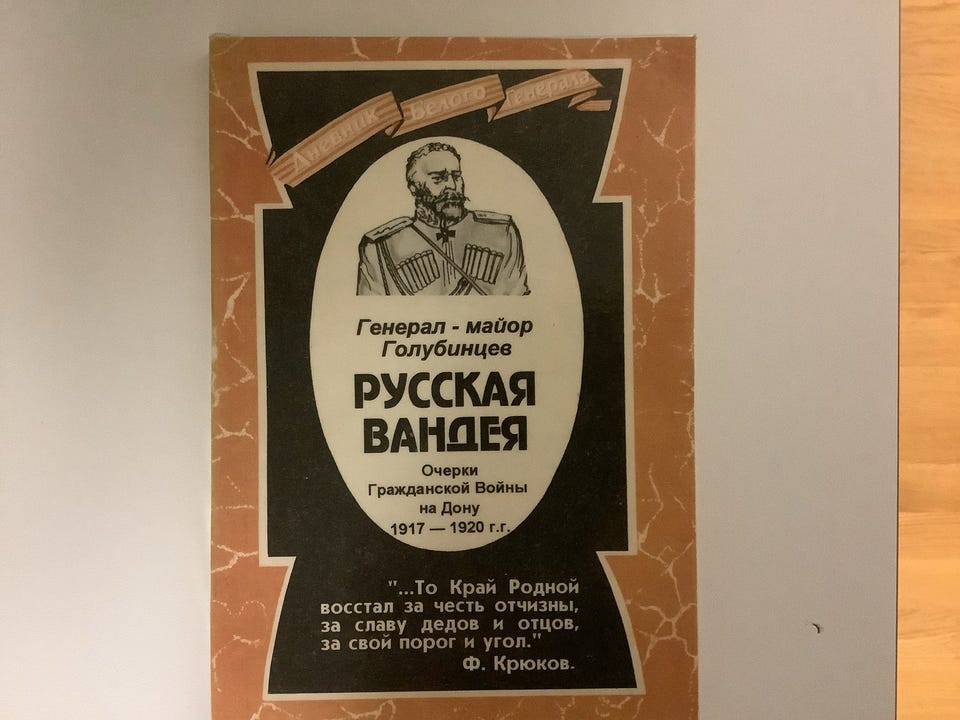 Дневник Белого Генерала
Генерал - майор
Голубинцев
РУССКАЯ
ВАНДЕЯ
Очерки
Гражданской Войны
на Дону
1917 — 1920 г.г.
"...То Край Родной
восстал за честь отчизны,
за славу дедов и отцов,
за свой порог и угол."
Ф. Крюков.